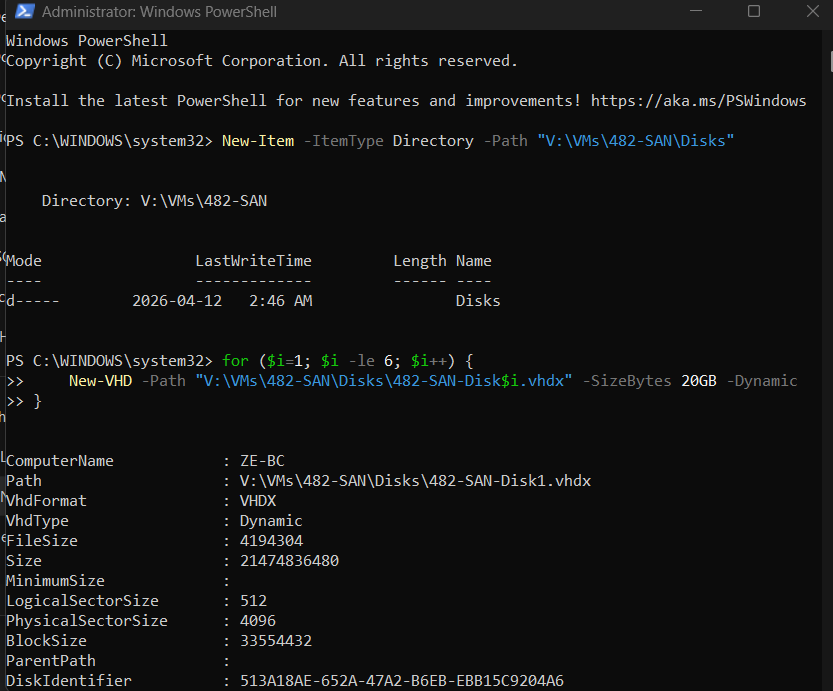 Administrator: Windows PowerShell
Windows PowerShell
Copyright (C) Microsoft Corporation. All rights reserved.
Install the latest PowerShell for new features and improvements! https://aka.ms/PSWindows
PS C:\WINDOWS\system32> New-Item -ItemType Directory -Path "V:\VMs\482-SAN\Disks"
    Directory: V:\VMs\482-SAN
Mode                 LastWriteTime         Length Name
----                 -------------         ------ ----
d-----        2026-04-12   2:46 AM                Disks
PS C:\WINDOWS\system32> for ($i=1; $i -le 6; $i++) {
>>     New-VHD -Path "V:\VMs\482-SAN\Disks\482-SAN-Disk$i.vhdx" -SizeBytes 20GB -Dynamic
>> }
ComputerName            : ZE-BC
Path                    : V:\VMs\482-SAN\Disks\482-SAN-Disk1.vhdx
VhdFormat               : VHDX
VhdType                 : Dynamic
FileSize                : 4194304
Size                    : 21474836480
MinimumSize             :
LogicalSectorSize       : 512
PhysicalSectorSize      : 4096
BlockSize               : 33554432
ParentPath              :
DiskIdentifier          : 513A18AE-652A-47A2-B6EB-EBB15C9204A6